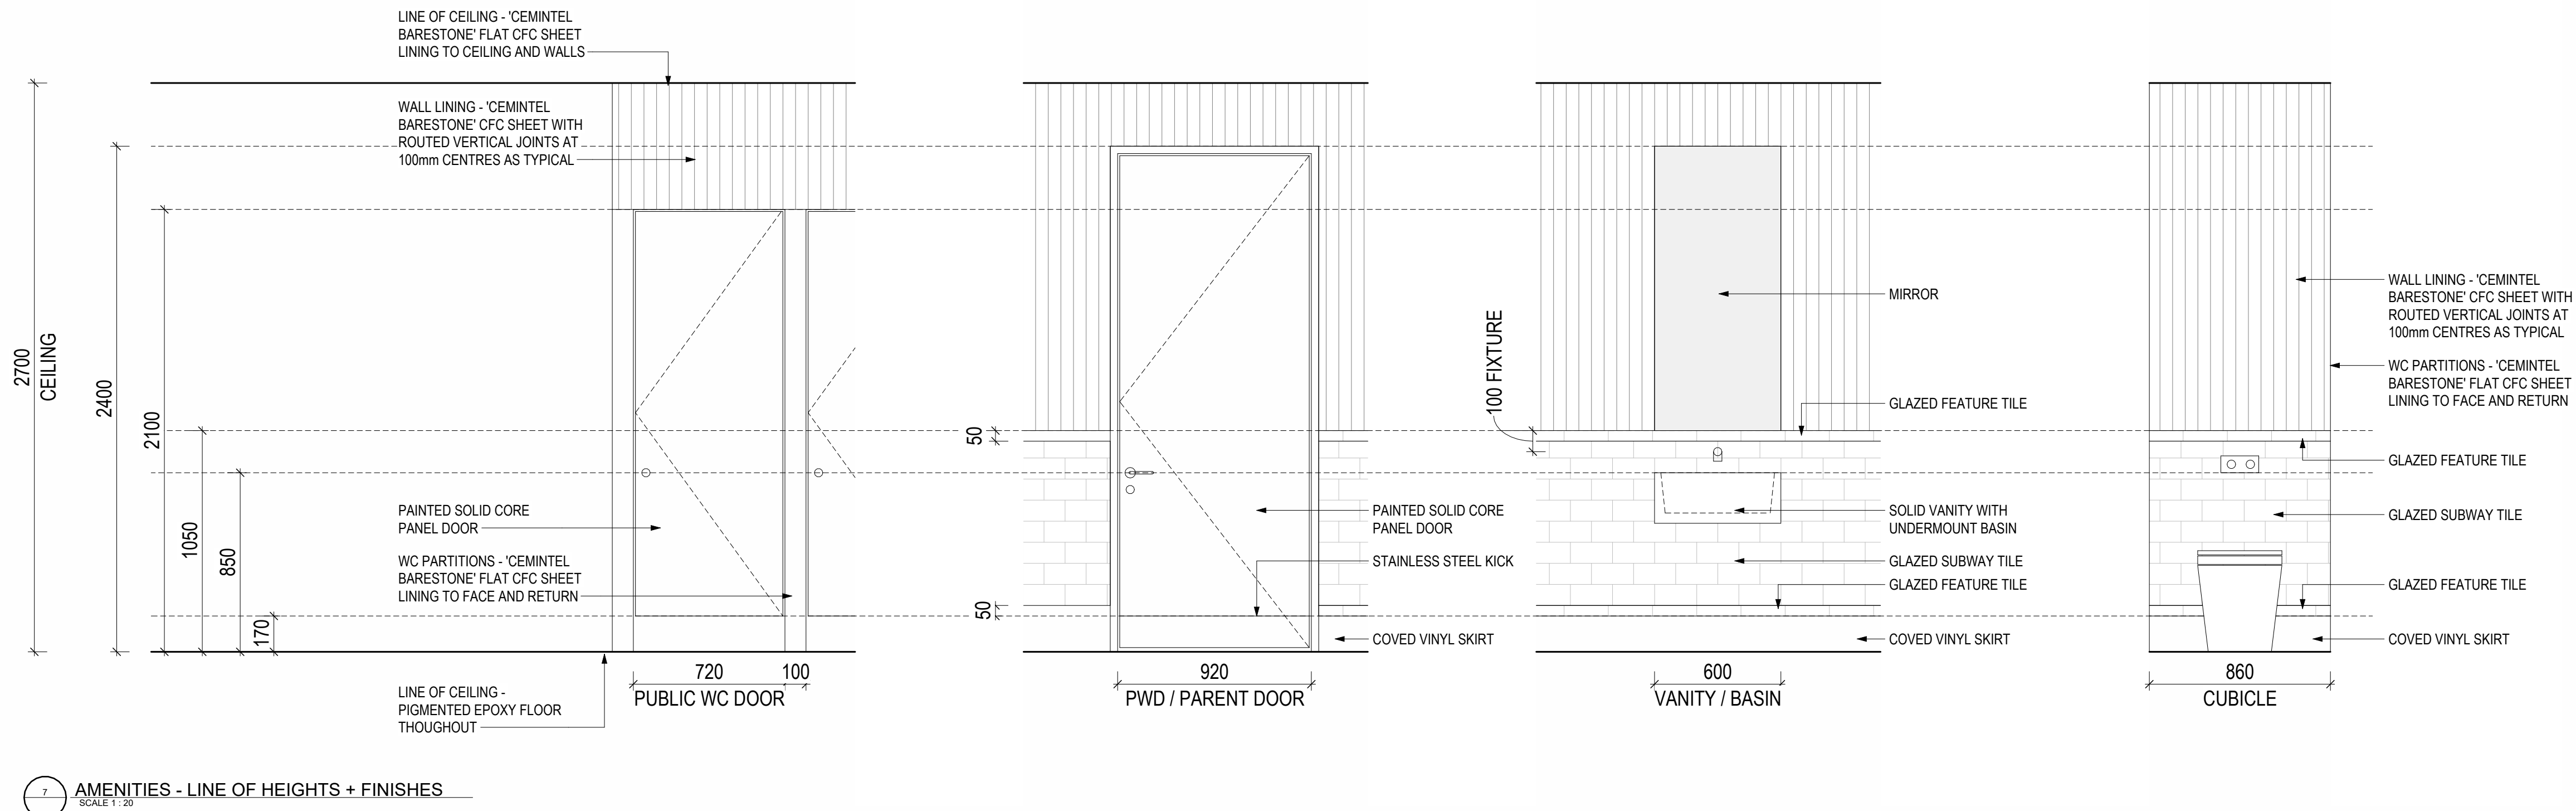 LINE OF CEILING - 'CEMINTEL
BARESTONE' FLAT CFC SHEET
LINING TO CEILING AND WALLS
WALL LINING - 'CEMINTEL
BARESTONE' CFC SHEET WITH
ROUTED VERTICAL JOINTS AT
100mm CENTRES AS TYPICAL
2700
CEILING
2400
2100
1050
850
170
PAINTED SOLID CORE
PANEL DOOR
WC PARTITIONS - 'CEMINTEL
BARESTONE' FLAT CFC SHEET
LINING TO FACE AND RETURN
LINE OF CEILING -
PIGMENTED EPOXY FLOOR
THOUGHOUT
720
100
PUBLIC WC DOOR
50
50
PAINTED SOLID CORE
PANEL DOOR
STAINLESS STEEL KICK
COVED VINYL SKIRT
920
PWD / PARENT DOOR
100 FIXTURE
MIRROR
GLAZED FEATURE TILE
SOLID VANITY WITH
UNDERMOUNT BASIN
GLAZED SUBWAY TILE
GLAZED FEATURE TILE
COVED VINYL SKIRT
600
VANITY / BASIN
WALL LINING - 'CEMINTEL
BARESTONE' CFC SHEET WITH
ROUTED VERTICAL JOINTS AT
100mm CENTRES AS TYPICAL
WC PARTITIONS - 'CEMINTEL
BARESTONE' FLAT CFC SHEET
LINING TO FACE AND RETURN
GLAZED FEATURE TILE
GLAZED SUBWAY TILE
GLAZED FEATURE TILE
COVED VINYL SKIRT
860
CUBICLE
7
AMENITIES - LINE OF HEIGHTS + FINISHES
SCALE 1 : 20